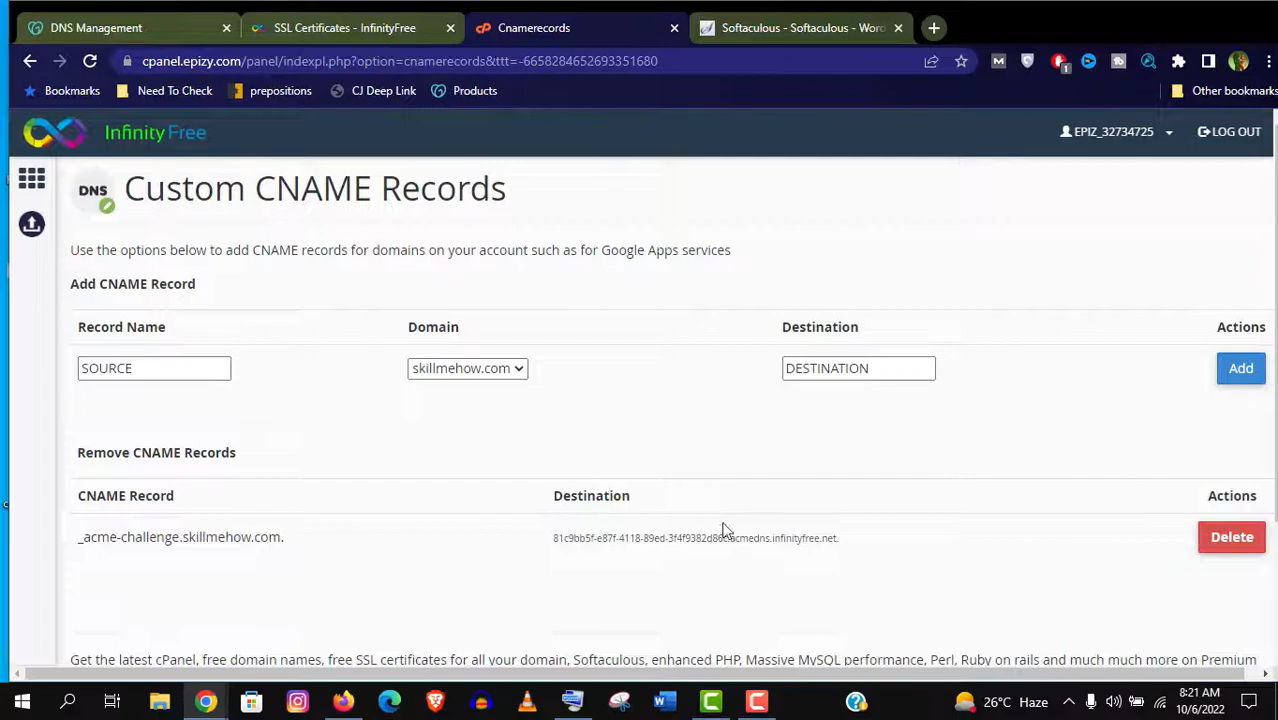 DNS Management
SSL Certificates - InfinityFree
Cnamerecords
Softaculous - Softaculous - Word
cpanel.epizy.com/panel/indexpl.php?option=cnamerecords&ttt=-6658284652693351680
Bookmarks
Need To Check
prepositions
CJ Deep Link
Products
Other bookmarks
InfinityFree
EPIZ_32734725
LOG OUT
DNS
Custom CNAME Records
Use the options below to add CNAME records for domains on your account such as for Google Apps services
Add CNAME Record
Record Name
Domain
Destination
Actions
SOURCE
skillmehow.com
DESTINATION
Add
Remove CNAME Records
CNAME Record
Destination
Actions
_acme-challenge.skillmehow.com.
Delete
Get the latest cPanel, free domain names, free SSL certificates for all your domain, Softaculous, enhanced PHP, Massive MySQL performance, Perl, Ruby on rails and much much more on Premium
26°C Haze
8:21 AM
10/6/2022